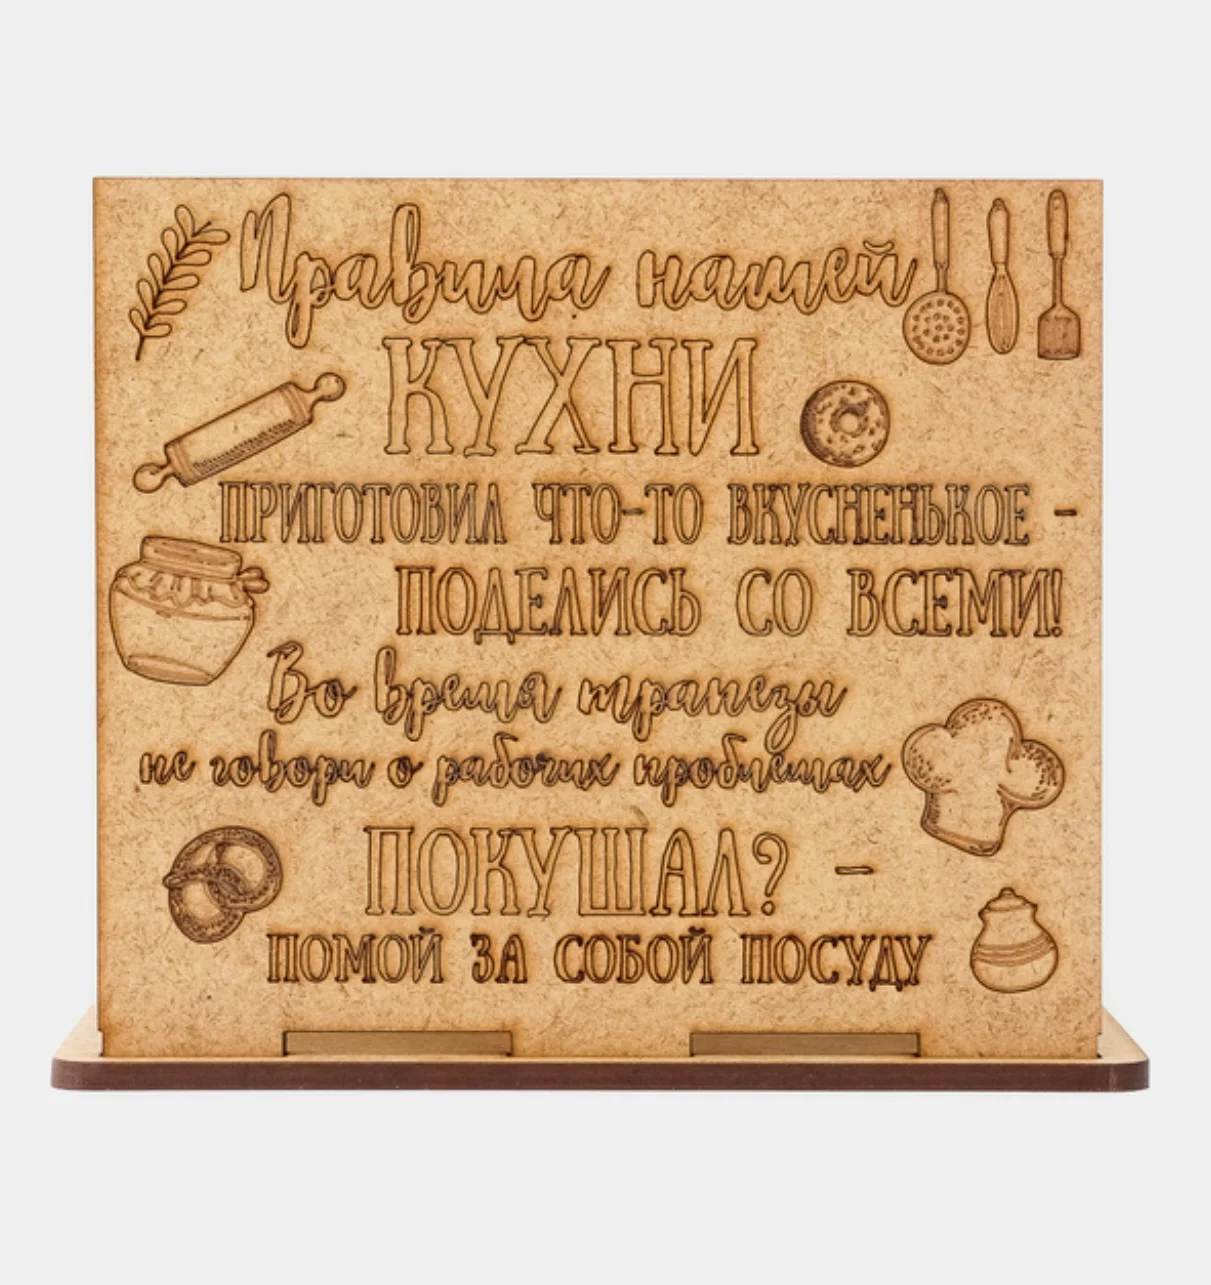 Правила нашей
КУХНИ
ПРИГОТОВИЛ ЧТО-ТО ВКУСНЕНЬКОЕ -
ПОДЕЛИСЬ СО ВСЕМИ!
Во время трапезы
не говори о рабочих проблемах
ПОКУШАЛ? -
ПОМОЙ ЗА СОБОЙ ПОСУДУ